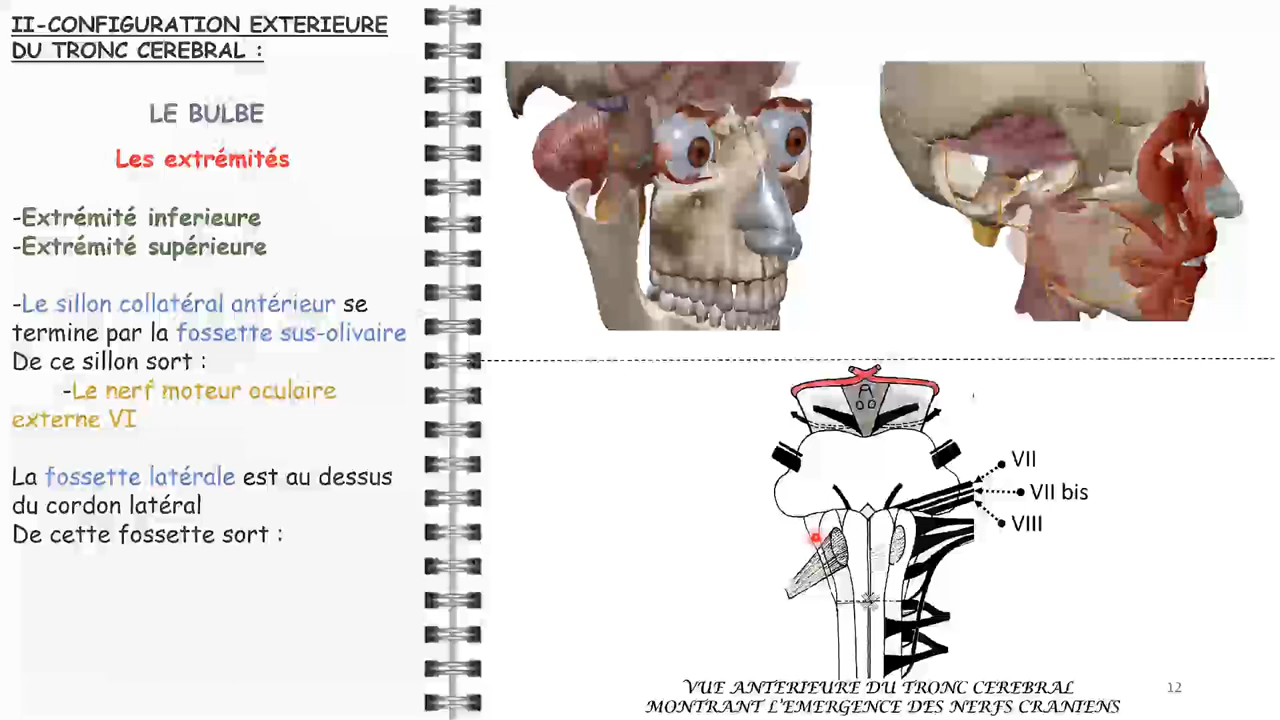 II-CONFIGURATION EXTERIEURE
DU TRONC CEREBRAL :
LE BULBE
Les extrémités
-Extrémité inferieure
-Extrémité supérieure
-Le sillon collatéral antérieur se
termine par la fossette sus-olivaire
De ce sillon sort :
-Le nerf moteur oculaire
externe VI
La fossette latérale est au dessus
du cordon latéral
De cette fossette sort :
A
VII
VII bis
VIII
VUE ANTERIEURE DU TRONC CEREBRAL
MONTRANT L'EMERGENCE DES NERFS CRANIENS
12